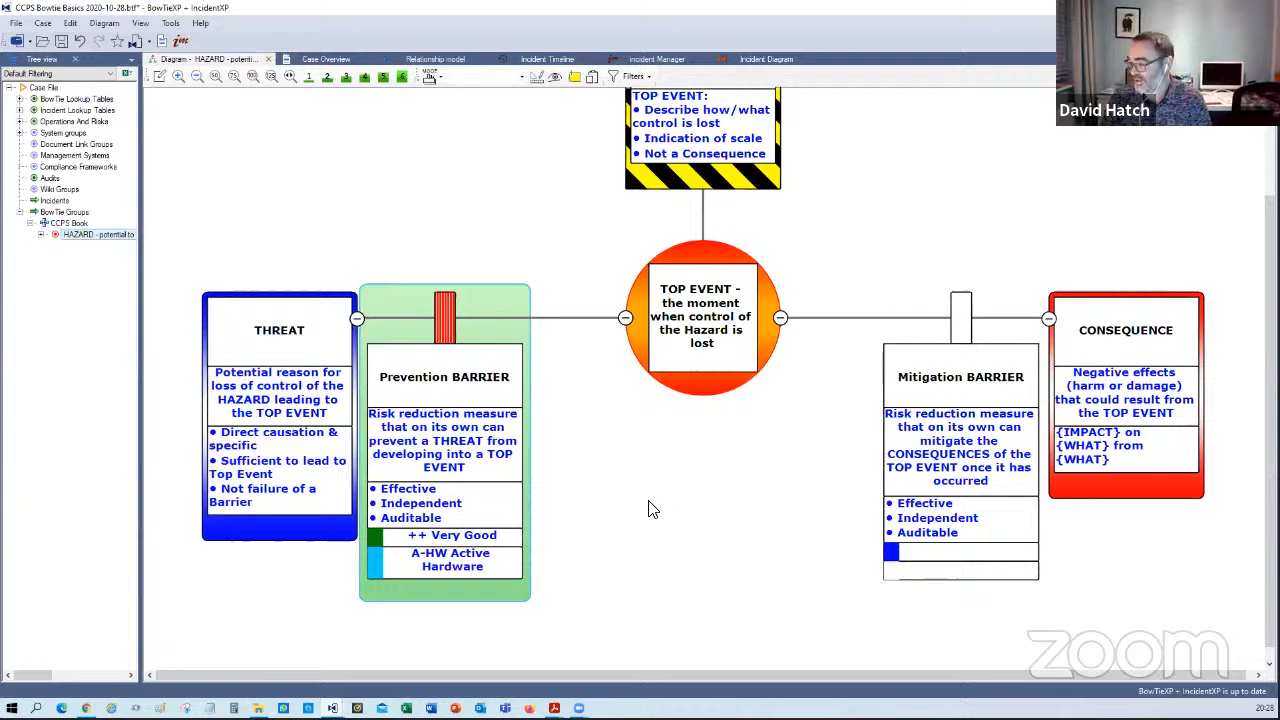 CCPS Bowtie Basics 2020-10-28.btf* - BowTieXP + IncidentXP
File Case Edit Diagram View Tools Help
Tree view
Diagram - HAZARD - potenti...
Case Overview
Relationship model
Incident Timeline
Incident Manager
Incident Diagram
Default Filtering
MODE
Filters
Case File
BowTie Lookup Tables
Incident Lookup Tables
Operations And Risks
System groups
Document Link Groups
Management Systems
Compliance Frameworks
Audits
Wiki Groups
Incidents
BowTie Groups
CCPS Book
HAZARD - potential to
David Hatch
TOP EVENT:
• Describe how/what
control is lost
• Indication of scale
• Not a Consequence
TOP EVENT -
the moment
when control of
the Hazard is
lost
THREAT
Potential reason for
loss of control of the
HAZARD leading to
the TOP EVENT
• Direct causation &
specific
• Sufficient to lead to
Top Event
• Not failure of a
Barrier
Prevention BARRIER
Risk reduction measure
that on its own can
prevent a THREAT from
developing into a TOP
EVENT
• Effective
• Independent
• Auditable
++ Very Good
A-HW Active
Hardware
Mitigation BARRIER
Risk reduction measure
that on its own can
mitigate the
CONSEQUENCES of the
TOP EVENT once it has
occurred
• Effective
• Independent
• Auditable
CONSEQUENCE
Negative effects
(harm or damage)
that could result from
the TOP EVENT
{IMPACT} on
{WHAT} from
{WHAT}
zoom
BowTieXP + IncidentXP is up to date
20:28